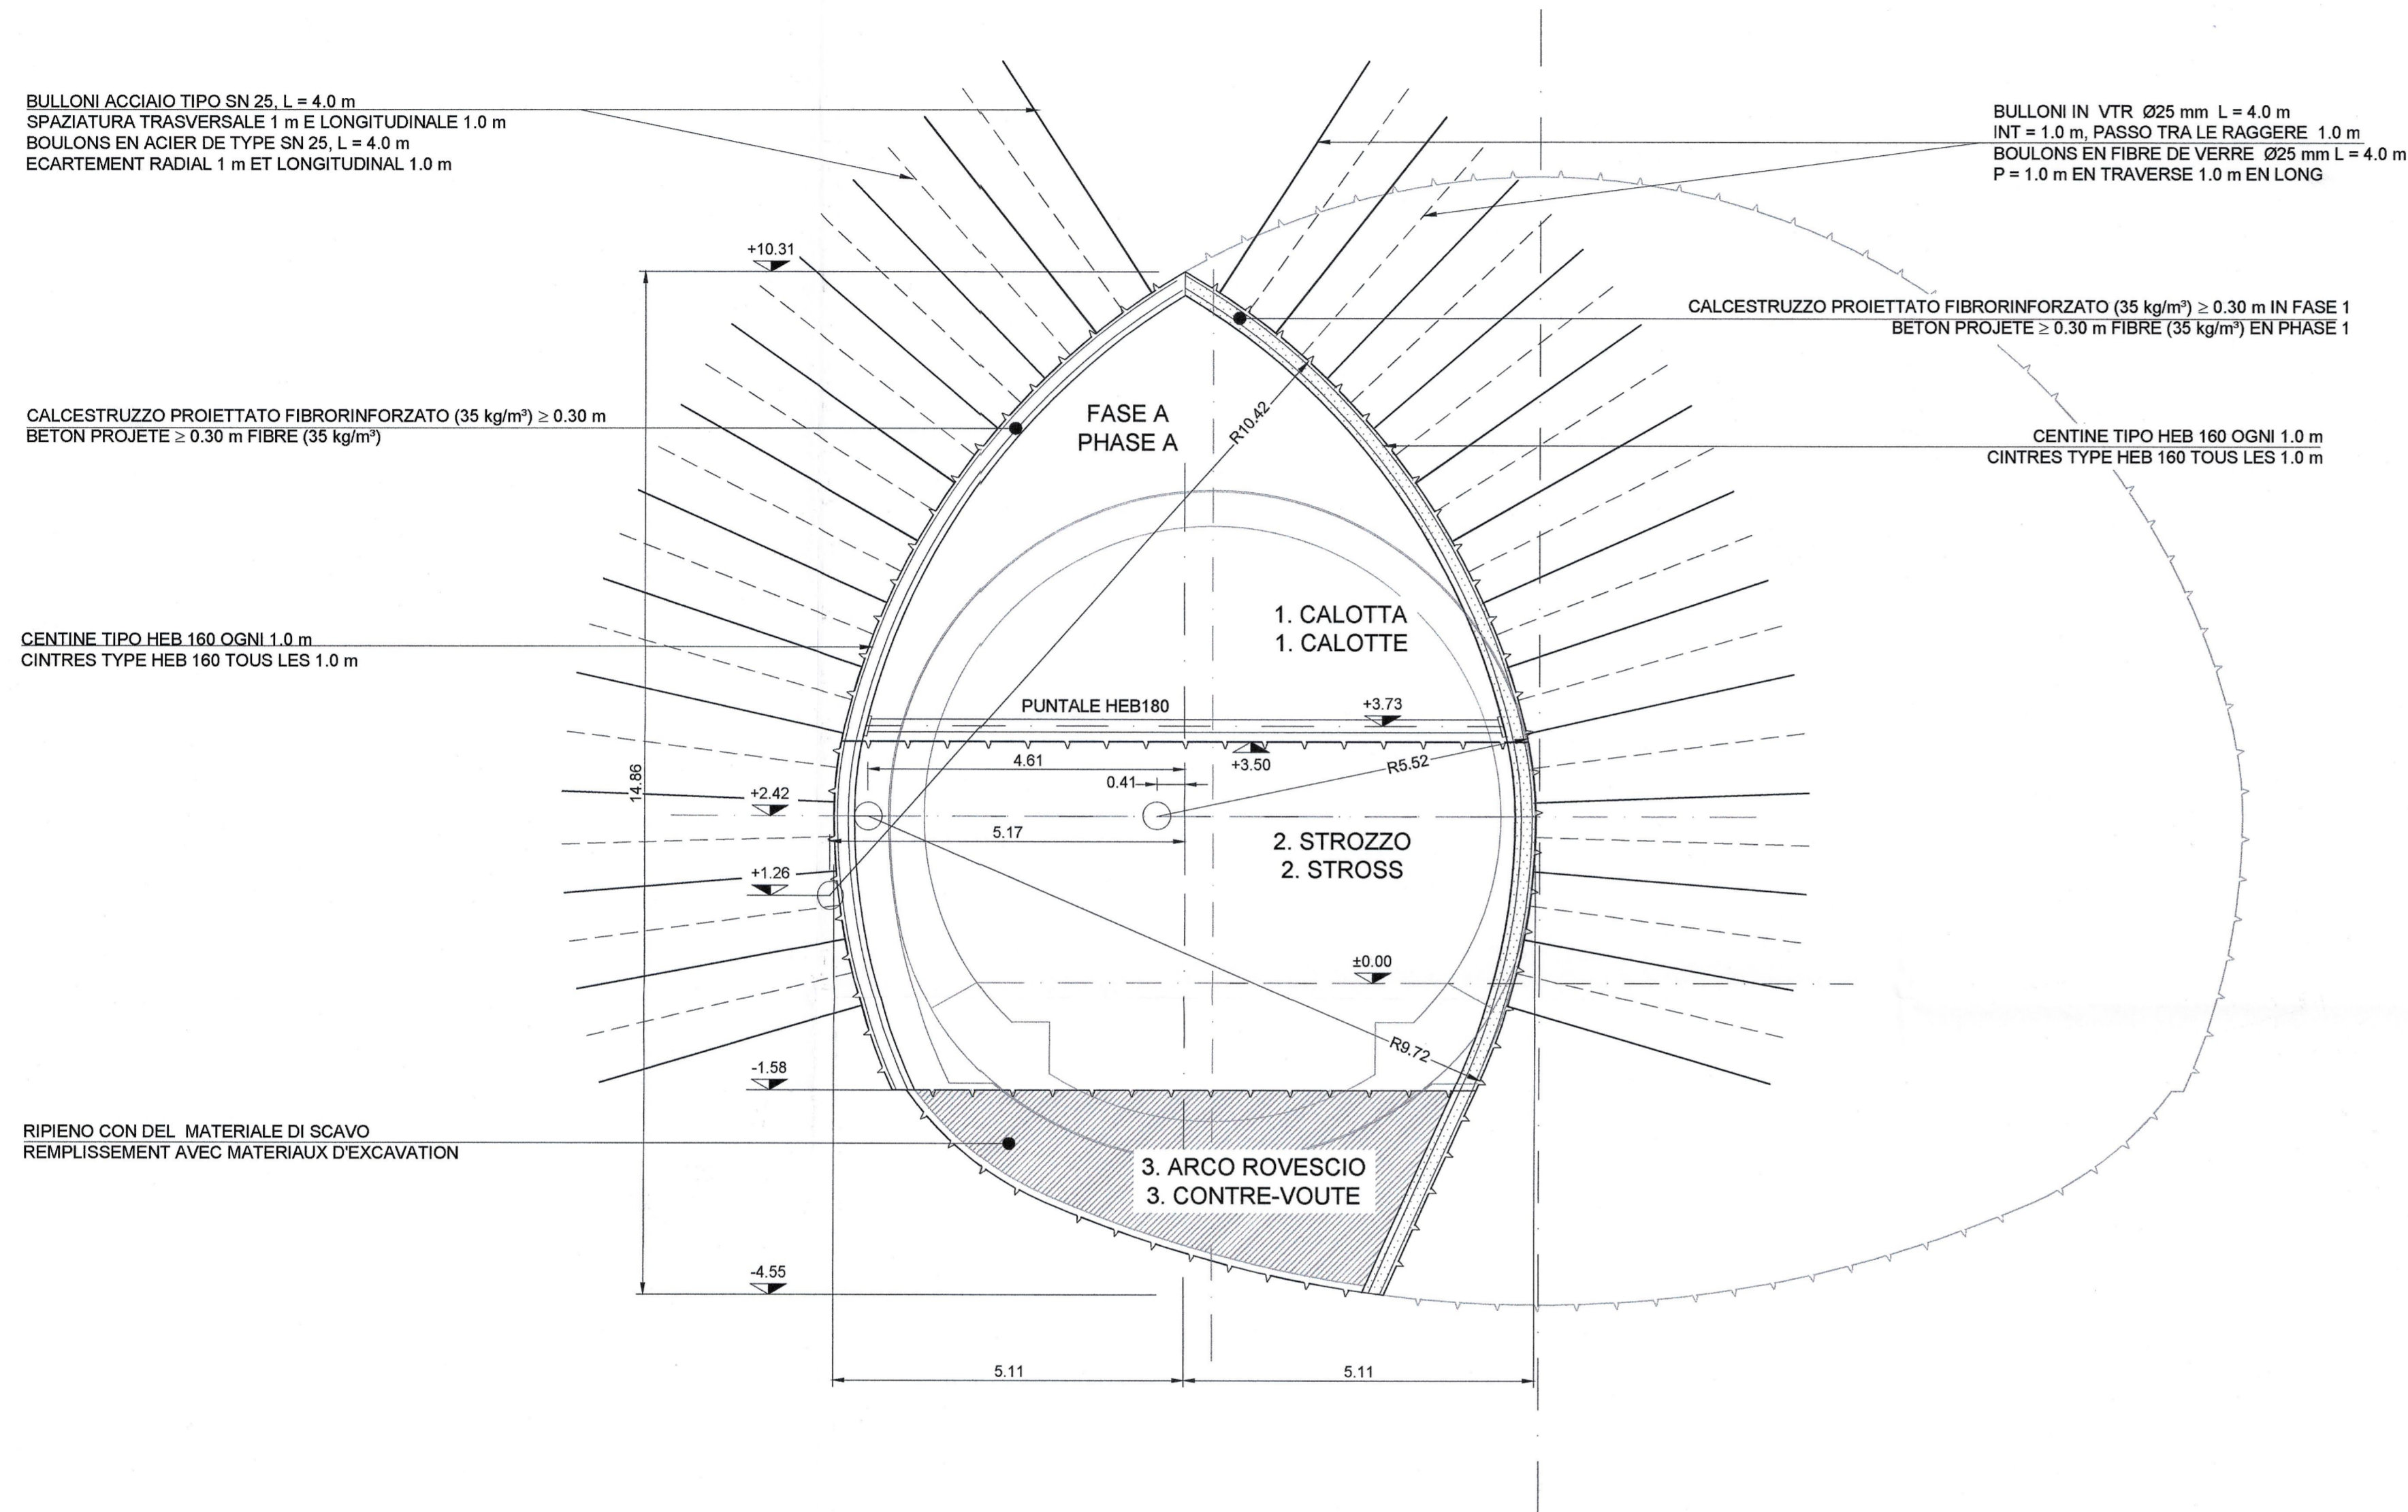 BULLONI ACCIAIO TIPO SN 25, L = 4.0 m
SPAZIATURA TRASVERSALE 1 m E LONGITUDINALE 1.0 m
BOULONS EN ACIER DE TYPE SN 25, L = 4.0 m
ECARTEMENT RADIAL 1 m ET LONGITUDINAL 1.0 m
BULLONI IN VTR Ø25 mm L = 4.0 m
INT = 1.0 m, PASSO TRA LE RAGGERE 1.0 m
BOULONS EN FIBRE DE VERRE Ø25 mm L = 4.0 m
P = 1.0 m EN TRAVERSE 1.0 m EN LONG
+10.31
CALCESTRUZZO PROIETTATO FIBRORINFORZATO (35 kg/m³) ≥ 0.30 m IN FASE 1
BETON PROJETE ≥ 0.30 m FIBRE (35 kg/m³) EN PHASE 1
CALCESTRUZZO PROIETTATO FIBRORINFORZATO (35 kg/m³) ≥ 0.30 m
BETON PROJETE ≥ 0.30 m FIBRE (35 kg/m³)
FASE A
PHASE A
R10.42
CENTINE TIPO HEB 160 OGNI 1.0 m
CINTRES TYPE HEB 160 TOUS LES 1.0 m
1. CALOTTA
1. CALOTTE
CENTINE TIPO HEB 160 OGNI 1.0 m
CINTRES TYPE HEB 160 TOUS LES 1.0 m
PUNTALE HEB180
+3.73
4.61
+3.50
R5.52
14.86
0.41
+2.42
5.17
2. STROZZO
2. STROSS
+1.26
±0.00
R9.72
-1.58
RIPIENO CON DEL MATERIALE DI SCAVO
REMPLISSEMENT AVEC MATERIAUX D'EXCAVATION
3. ARCO ROVESCIO
3. CONTRE-VOUTE
-4.55
5.11
5.11